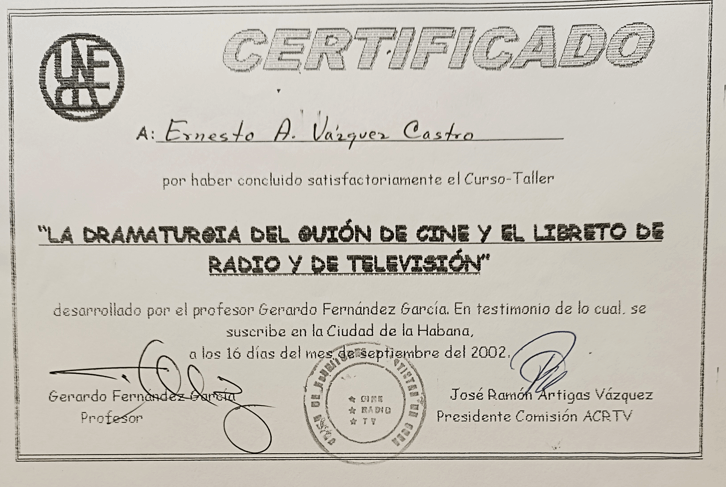 UNEAC
CERTIFICADO
A: Ernesto A. Vázquez Castro
por haber concluido satisfactoriamente el Curso-Taller
"LA DRAMATURGIA DEL GUIÓN DE CINE Y EL LIBRETO DE
RADIO Y DE TELEVISIÓN"
desarrollado por el profesor Gerardo Fernández García. En testimonio de lo cual, se
suscribe en la Ciudad de la Habana,
a los 16 días del mes de septiembre del 2002.
Gerardo Fernández García
Profesor
José Ramón Artigas Vázquez
Presidente Comisión ACRTV
CINE
RADIO
TV